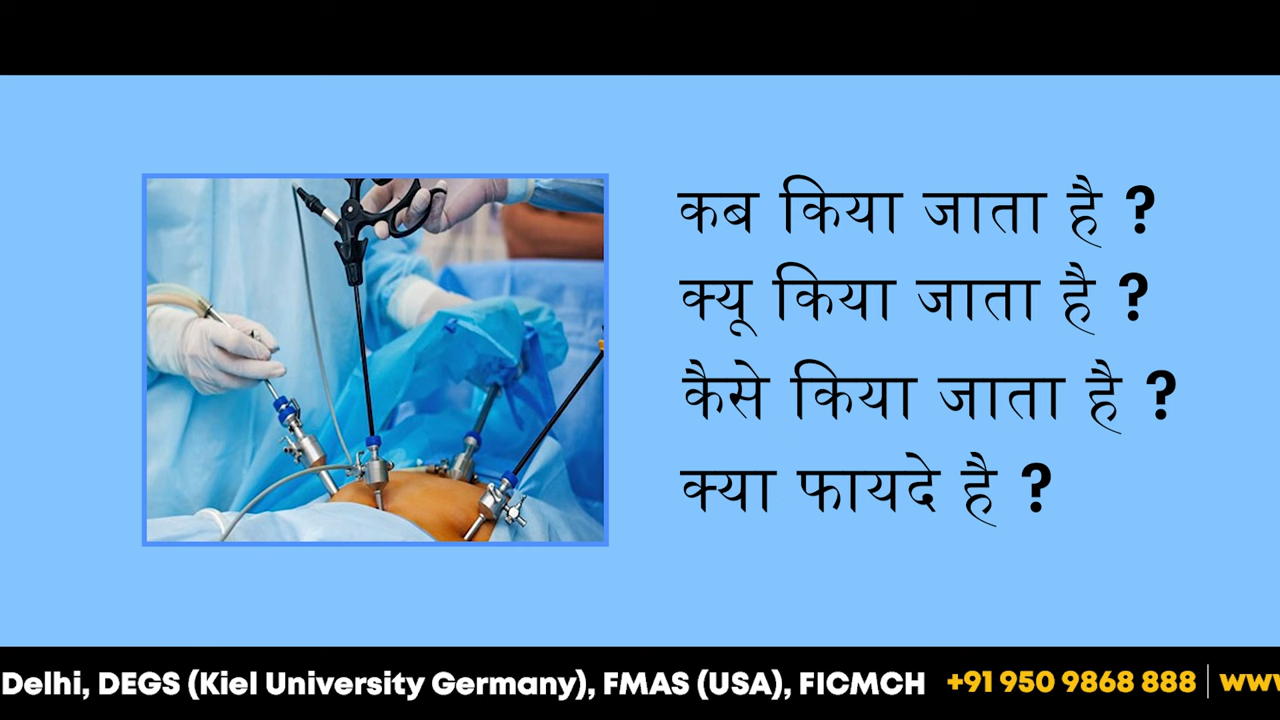 कब किया जाता है ?
क्यू किया जाता है ?
कैसे किया जाता है ?
क्या फायदे है ?
Delhi, DEGS (Kiel University Germany), FMAS (USA), FICMCH +91 950 9868 888